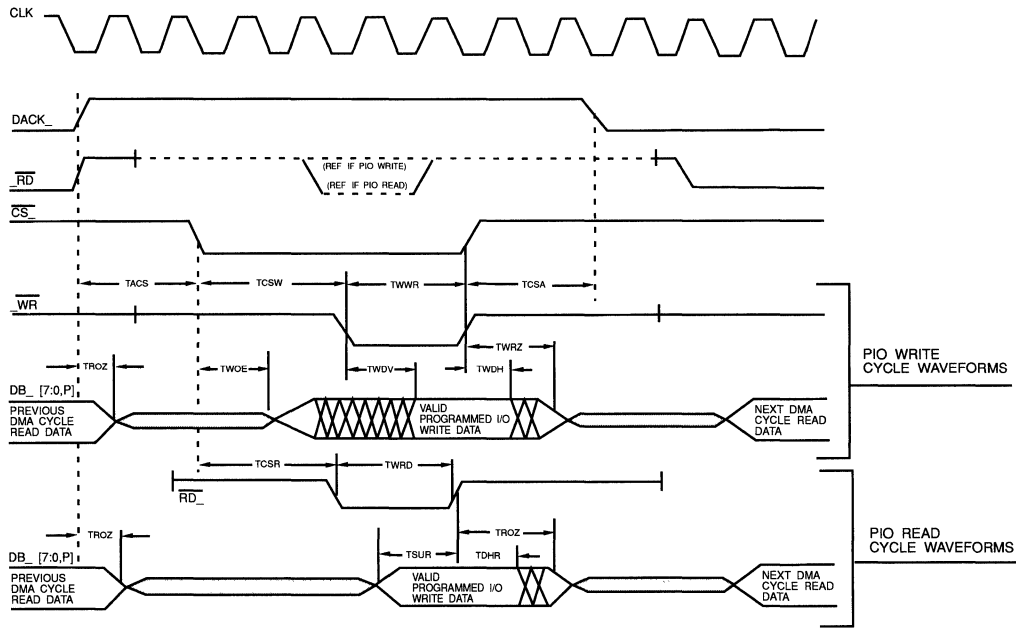 CLK
DACK_
_RD
(REF IF PIO WRITE)
(REF IF PIO READ)
CS_
TACS
TCSW
TWWR
TCSA
_WR
TWRZ
TROZ
TWOE
TWDV
TWDH
DB_ [7:0,P]
PREVIOUS
DMA CYCLE
READ DATA
VALID
PROGRAMMED I/O
WRITE DATA
NEXT DMA
CYCLE READ
DATA
PIO WRITE
CYCLE WAVEFORMS
TCSR
TWRD
RD_
TROZ
TROZ
TSUR
TDHR
DB_ [7:0,P]
PREVIOUS
DMA CYCLE
READ DATA
VALID
PROGRAMMED I/O
WRITE DATA
NEXT DMA
CYCLE READ
DATA
PIO READ
CYCLE WAVEFORMS